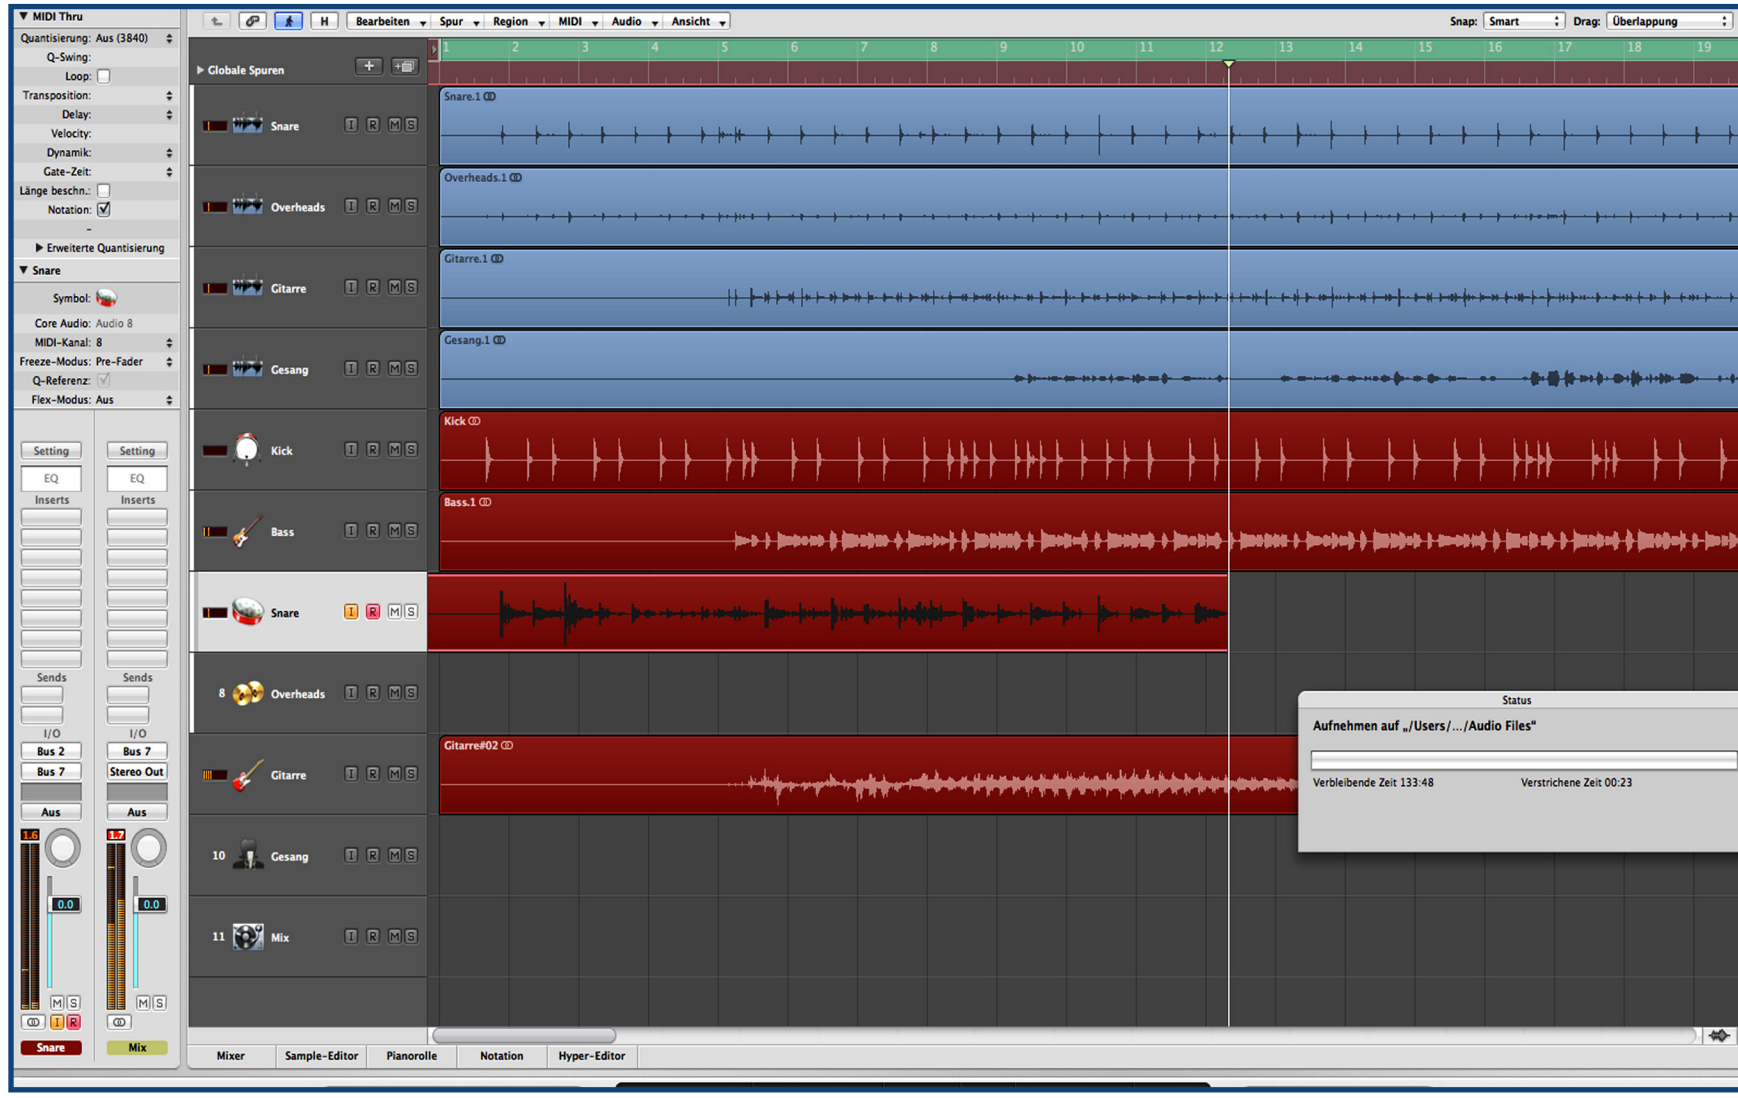 MIDI Thru
Quantisierung: Aus (3840)
Q-Swing:
Loop:
Transposition:
Delay:
Velocity:
Dynamik:
Gate-Zeit:
Länge beschn.:
Notation:
-
Erweiterte Quantisierung
Snare
Symbol:
Core Audio: Audio 8
MIDI-Kanal: 8
Freeze-Modus: Pre-Fader
Q-Referenz:
Flex-Modus: Aus
Setting Setting
EQ EQ
Inserts Inserts
Sends Sends
I/O I/O
Bus 2 Bus 7
Bus 7 Stereo Out
Aus Aus
1.6 1.7
0.0 0.0
M S M S
I R
Snare Mix
H Bearbeiten Spur Region MIDI Audio Ansicht Snap: Smart Drag: Überlappung
1 2 3 4 5 6 7 8 9 10 11 12 13 14 15 16 17 18 19
Globale Spuren
Snare I R M S
Snare.1
Overheads I R M S
Overheads.1
Gitarre I R M S
Gitarre.1
Gesang I R M S
Gesang.1
Kick I R M S
Kick
Bass I R M S
Bass.1
Snare I R M S
8 Overheads I R M S
Gitarre I R M S
Gitarre#02
10 Gesang I R M S
11 Mix I R M S
Status
Aufnehmen auf „/Users/.../Audio Files“
Verbleibende Zeit 133:48 Verstrichene Zeit 00:23
Mixer Sample-Editor Pianorolle Notation Hyper-Editor